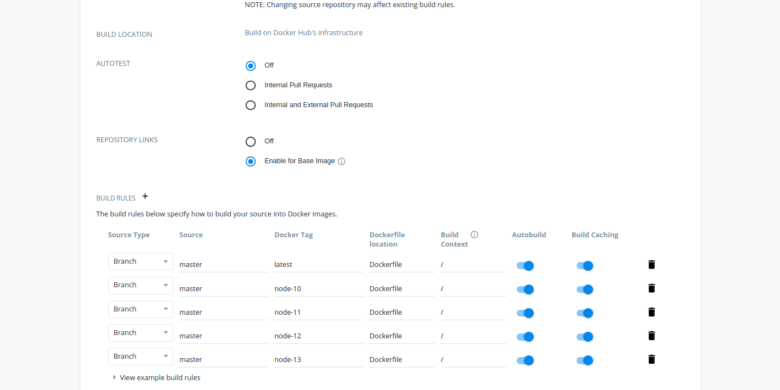 NOTE: Changing source repository may affect existing build rules.
BUILD LOCATION
Build on Docker Hub's infrastructure
AUTOTEST
Off
Internal Pull Requests
Internal and External Pull Requests
REPOSITORY LINKS
Off
Enable for Base Image
BUILD RULES +
The build rules below specify how to build your source into Docker images.
Source Type Source Docker Tag Dockerfile location Build Context Autobuild Build Caching
Branch master latest Dockerfile /
Branch master node-10 Dockerfile /
Branch master node-11 Dockerfile /
Branch master node-12 Dockerfile /
Branch master node-13 Dockerfile /
View example build rules